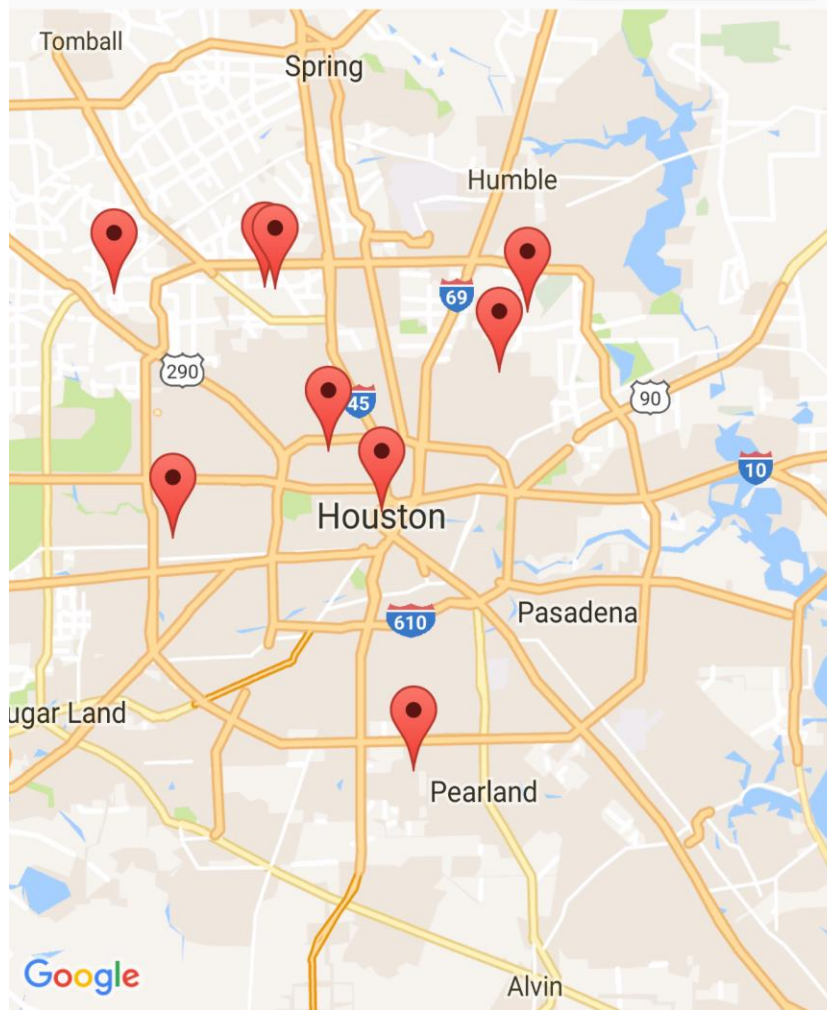 Tomball
Spring
Humble
69
290
45
90
10
Houston
610
Pasadena
ugar Land
Pearland
Google
Alvin